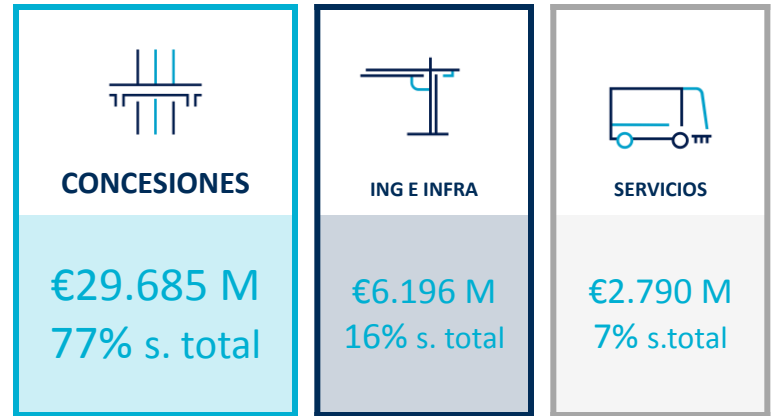 CONCESIONES
€29.685 M
77% s. total
ING E INFRA
€6.196 M
16% s. total
SERVICIOS
€2.790 M
7% s.total